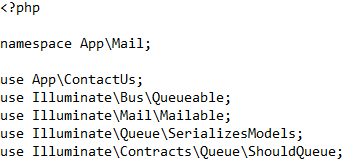 <?php
namespace App\Mail;
use App\ContactUs;
use Illuminate\Bus\Queueable;
use Illuminate\Mail\Mailable;
use Illuminate\Queue\SerializesModels;
use Illuminate\Contracts\Queue\ShouldQueue;